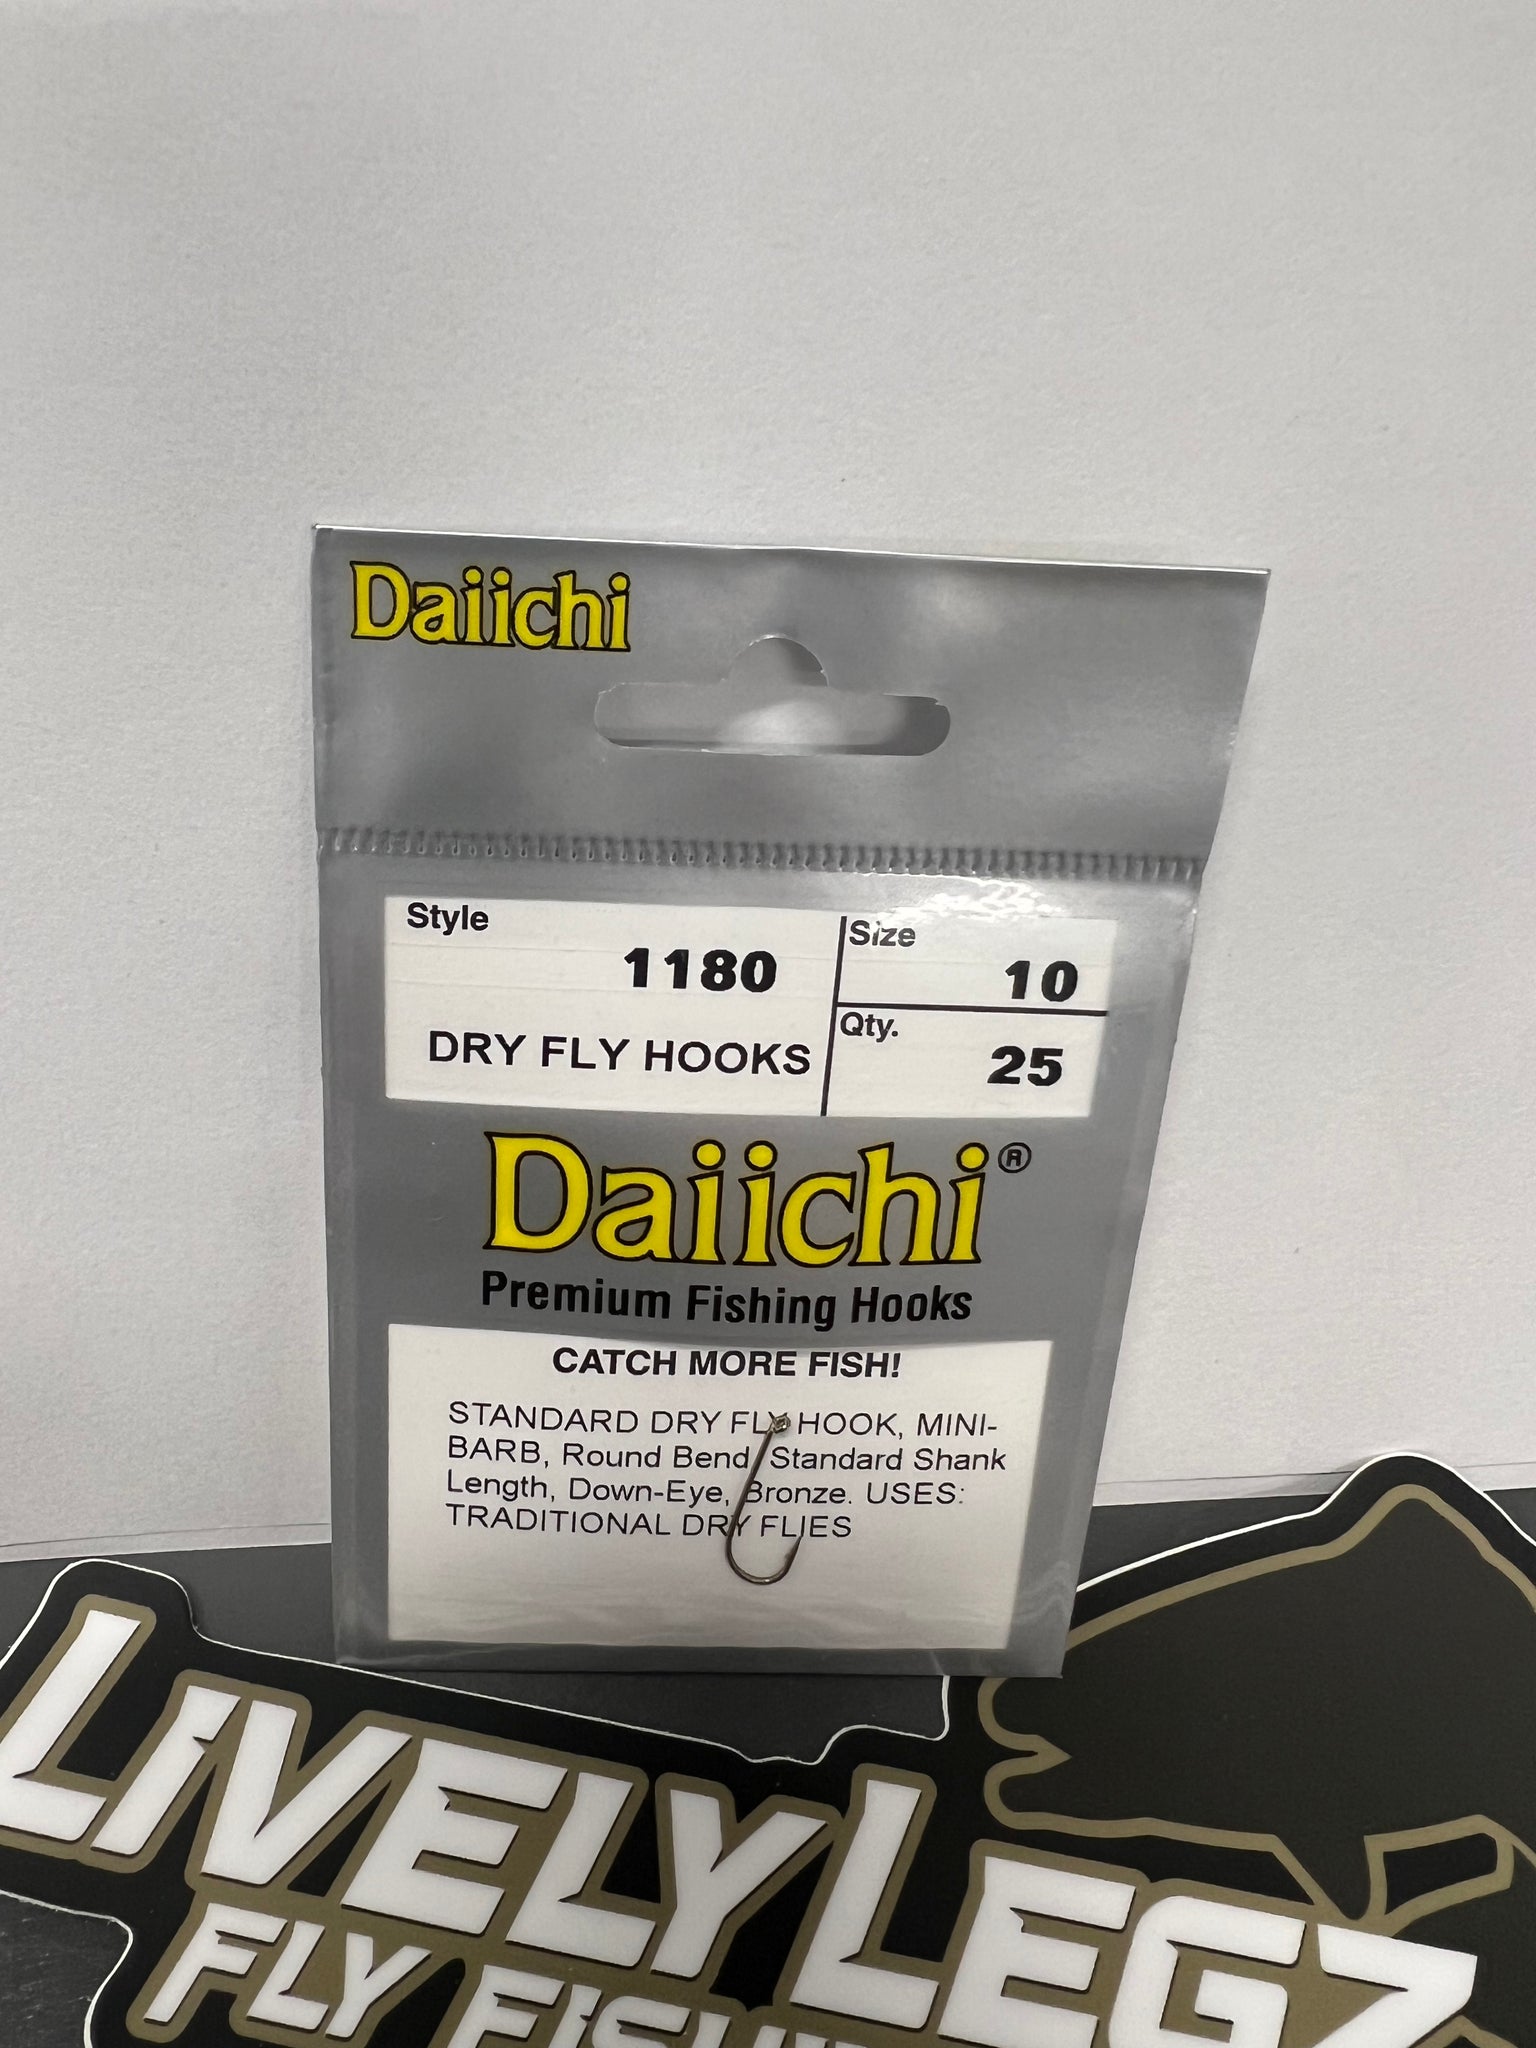 Daiichi
Style
1180
Size
10
DRY FLY HOOKS
Qty.
25
Daiichi®
Premium Fishing Hooks
CATCH MORE FISH!
STANDARD DRY FLY HOOK, MINI-
BARB, Round Bend, Standard Shank
Length, Down-Eye, Bronze. USES:
TRADITIONAL DRY FLIES
LIVELYLEGZ
FLY